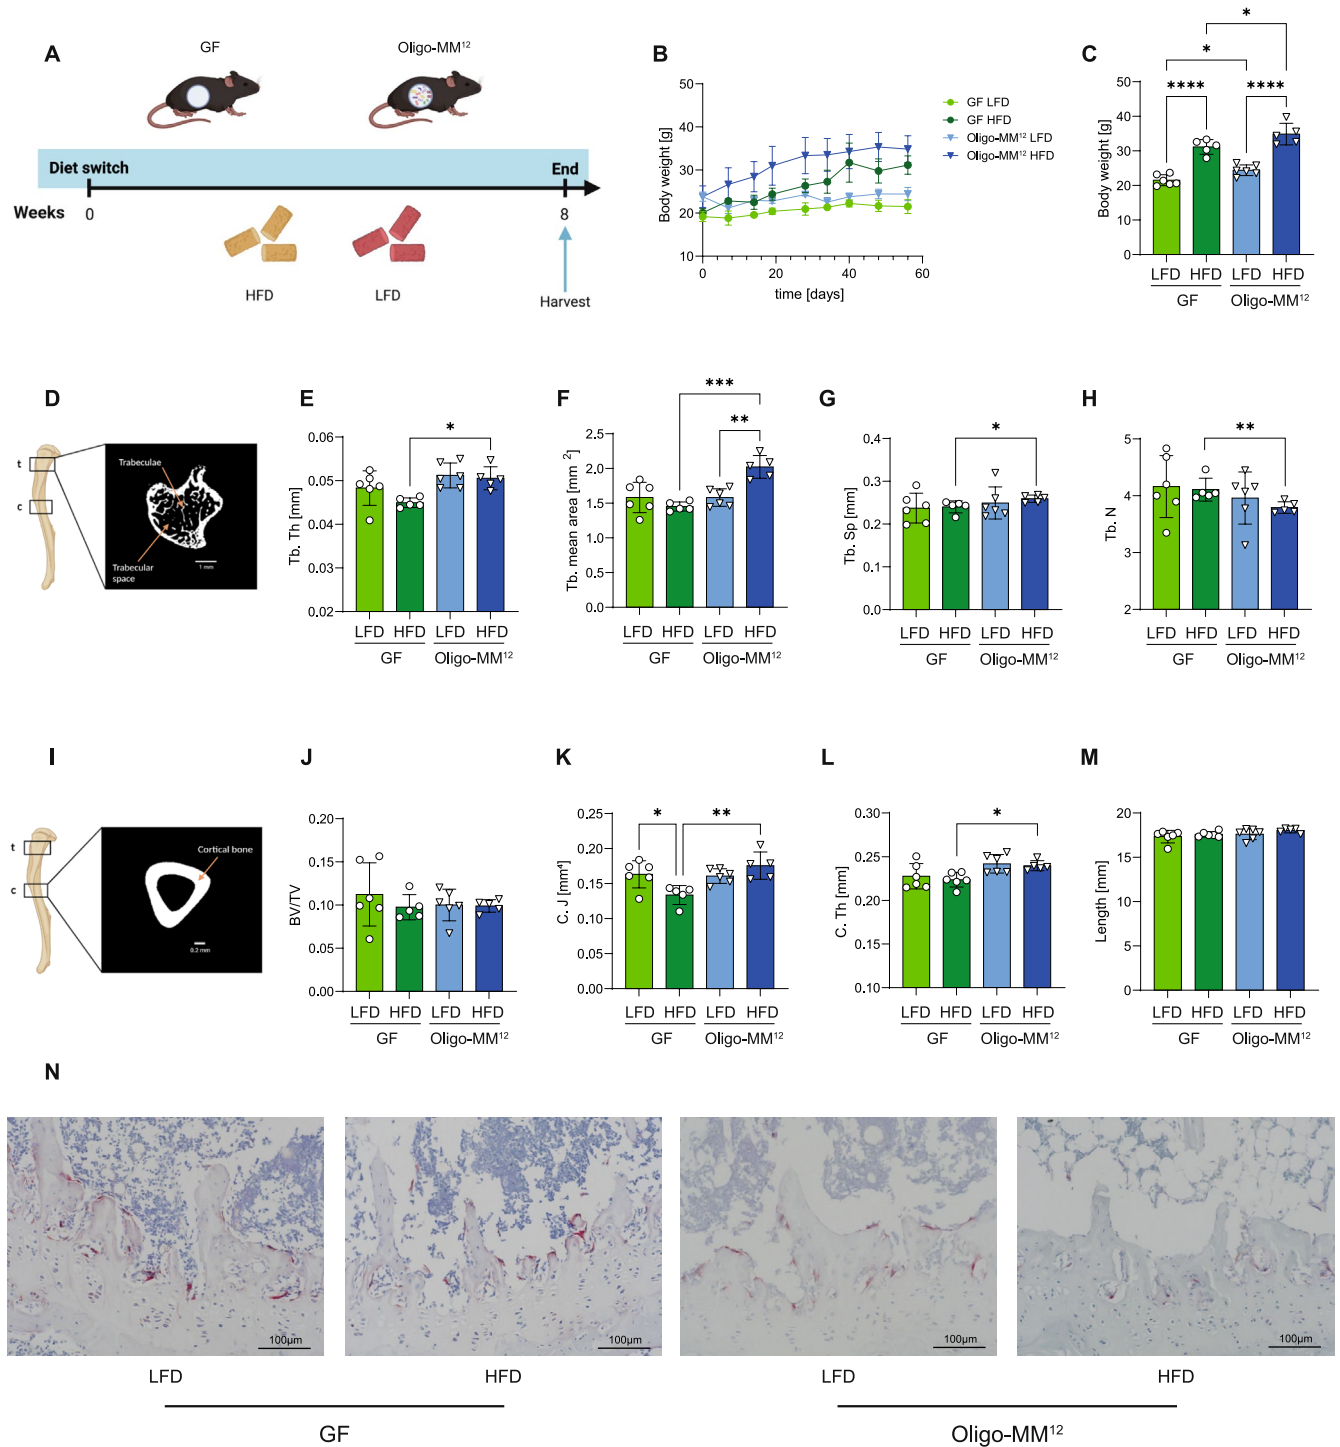 A
GF
Oligo-MM¹²
Diet switch
End
Weeks
0
8
HFD
LFD
Harvest
B
Body weight [g]
50
40
30
20
10
0
20
40
60
time [days]
GF LFD
GF HFD
Oligo-MM¹² LFD
Oligo-MM¹² HFD
C
*
*
**** ****
Body weight [g]
50
40
30
20
10
0
LFD HFD LFD HFD
GF Oligo-MM¹²
D
t
c
Trabeculae
Trabecular
space
1 mm
E
*
Tb. Th [mm]
0.06
0.05
0.04
0.03
0.02
LFD HFD LFD HFD
GF Oligo-MM¹²
F
***
**
Tb. mean area [mm ²]
2.5
2.0
1.5
1.0
0.5
0.0
LFD HFD LFD HFD
GF Oligo-MM¹²
G
*
Tb. Sp [mm]
0.4
0.3
0.2
0.1
0.0
LFD HFD LFD HFD
GF Oligo-MM¹²
H
**
Tb. N
5
4
3
2
LFD HFD LFD HFD
GF Oligo-MM¹²
I
t
c
Cortical bone
0.2 mm
J
BV/TV
0.20
0.15
0.10
0.05
0.00
LFD HFD LFD HFD
GF Oligo-MM¹²
K
* **
C. J [mm⁴]
0.25
0.20
0.15
0.10
0.05
0.00
LFD HFD LFD HFD
GF Oligo-MM¹²
L
*
C. Th [mm]
0.30
0.25
0.20
0.15
0.10
LFD HFD LFD HFD
GF Oligo-MM¹²
M
Length [mm]
20
15
10
5
0
LFD HFD LFD HFD
GF Oligo-MM¹²
N
100µm
100µm
100µm
100µm
LFD HFD LFD HFD
GF Oligo-MM¹²